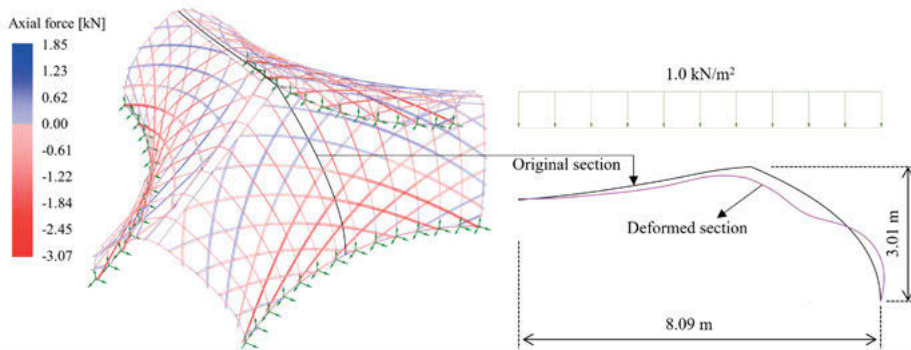 Axial force [kN]
1.85
1.23
0.62
0.00
-0.61
-1.22
-1.84
-2.45
-3.07
1.0 kN/m²
Original section
Deformed section
3.01 m
8.09 m